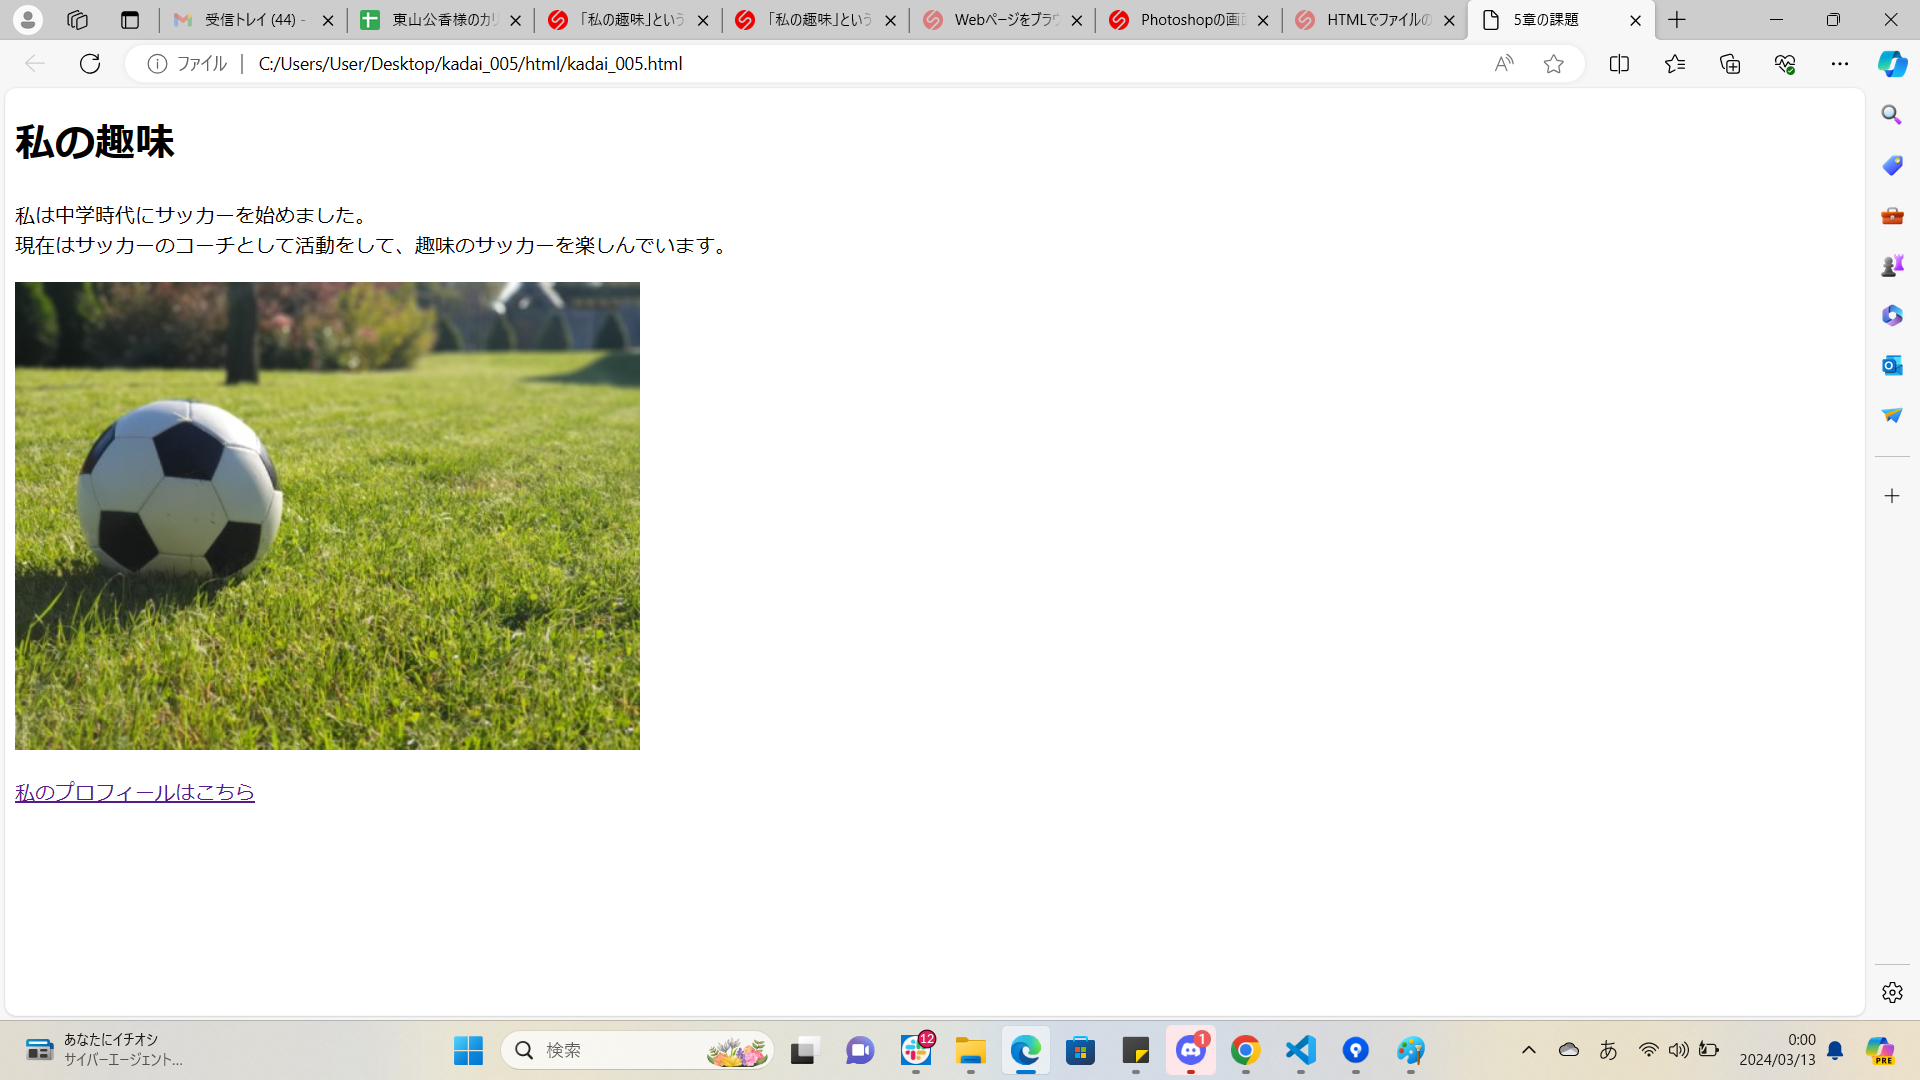 受信トレイ (44) -
東山公香様のカリ
「私の趣味」という
「私の趣味」という
Webページをブラウ
Photoshopの画面
HTMLでファイルの
5章の課題
ファイル
C:/Users/User/Desktop/kadai_005/html/kadai_005.html
私の趣味
私は中学時代にサッカーを始めました。
現在はサッカーのコーチとして活動をして、趣味のサッカーを楽しんでいます。
私のプロフィールはこちら
あなたにイチオシ
サイバーエージェント...
検索
12
1
あ
0:00
2024/03/13
PRE